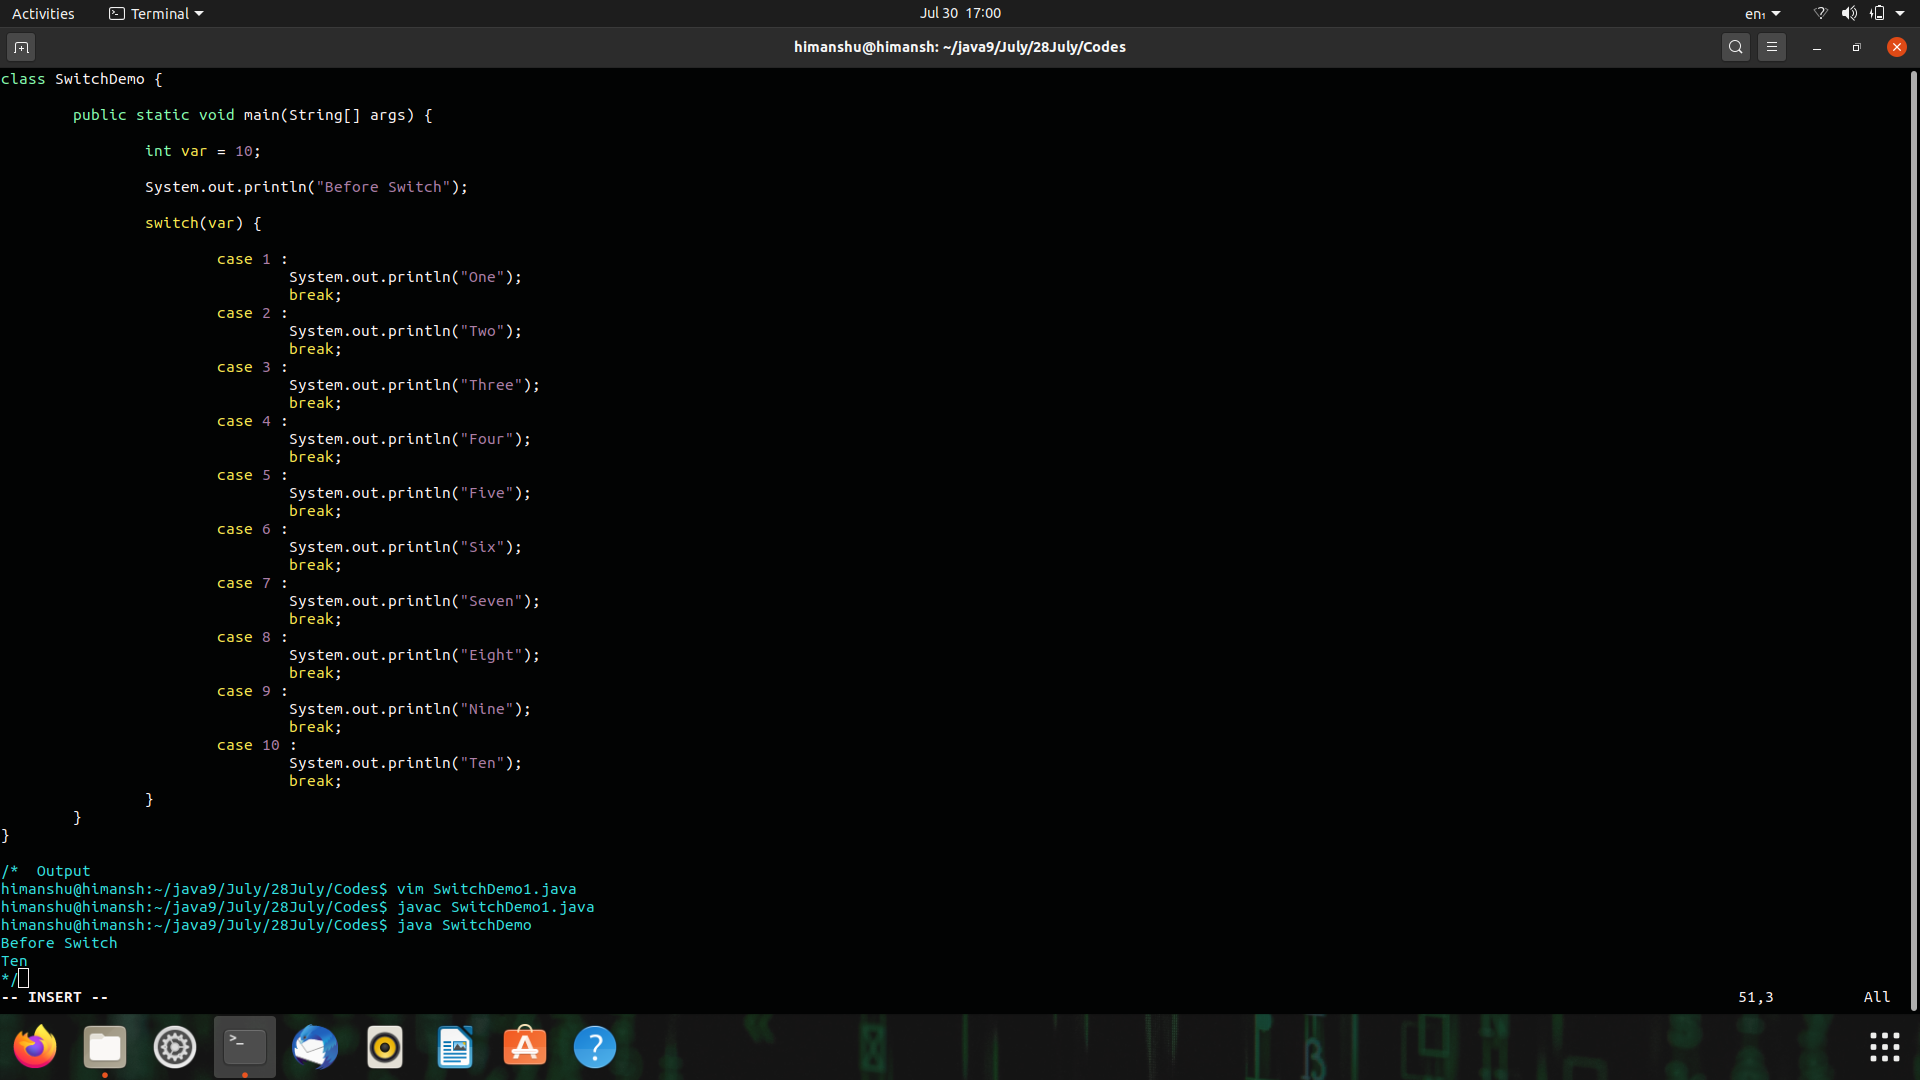 Activities Terminal Jul 30 17:00 en₁
himanshu@himansh: ~/java9/July/28July/Codes
class SwitchDemo {
public static void main(String[] args) {
int var = 10;
System.out.println("Before Switch");
switch(var) {
case 1 :
System.out.println("One");
break;
case 2 :
System.out.println("Two");
break;
case 3 :
System.out.println("Three");
break;
case 4 :
System.out.println("Four");
break;
case 5 :
System.out.println("Five");
break;
case 6 :
System.out.println("Six");
break;
case 7 :
System.out.println("Seven");
break;
case 8 :
System.out.println("Eight");
break;
case 9 :
System.out.println("Nine");
break;
case 10 :
System.out.println("Ten");
break;
}
}
}
/* Output
himanshu@himansh:~/java9/July/28July/Codes$ vim SwitchDemo1.java
himanshu@himansh:~/java9/July/28July/Codes$ javac SwitchDemo1.java
himanshu@himansh:~/java9/July/28July/Codes$ java SwitchDemo
Before Switch
Ten
*/
-- INSERT -- 51,3 All